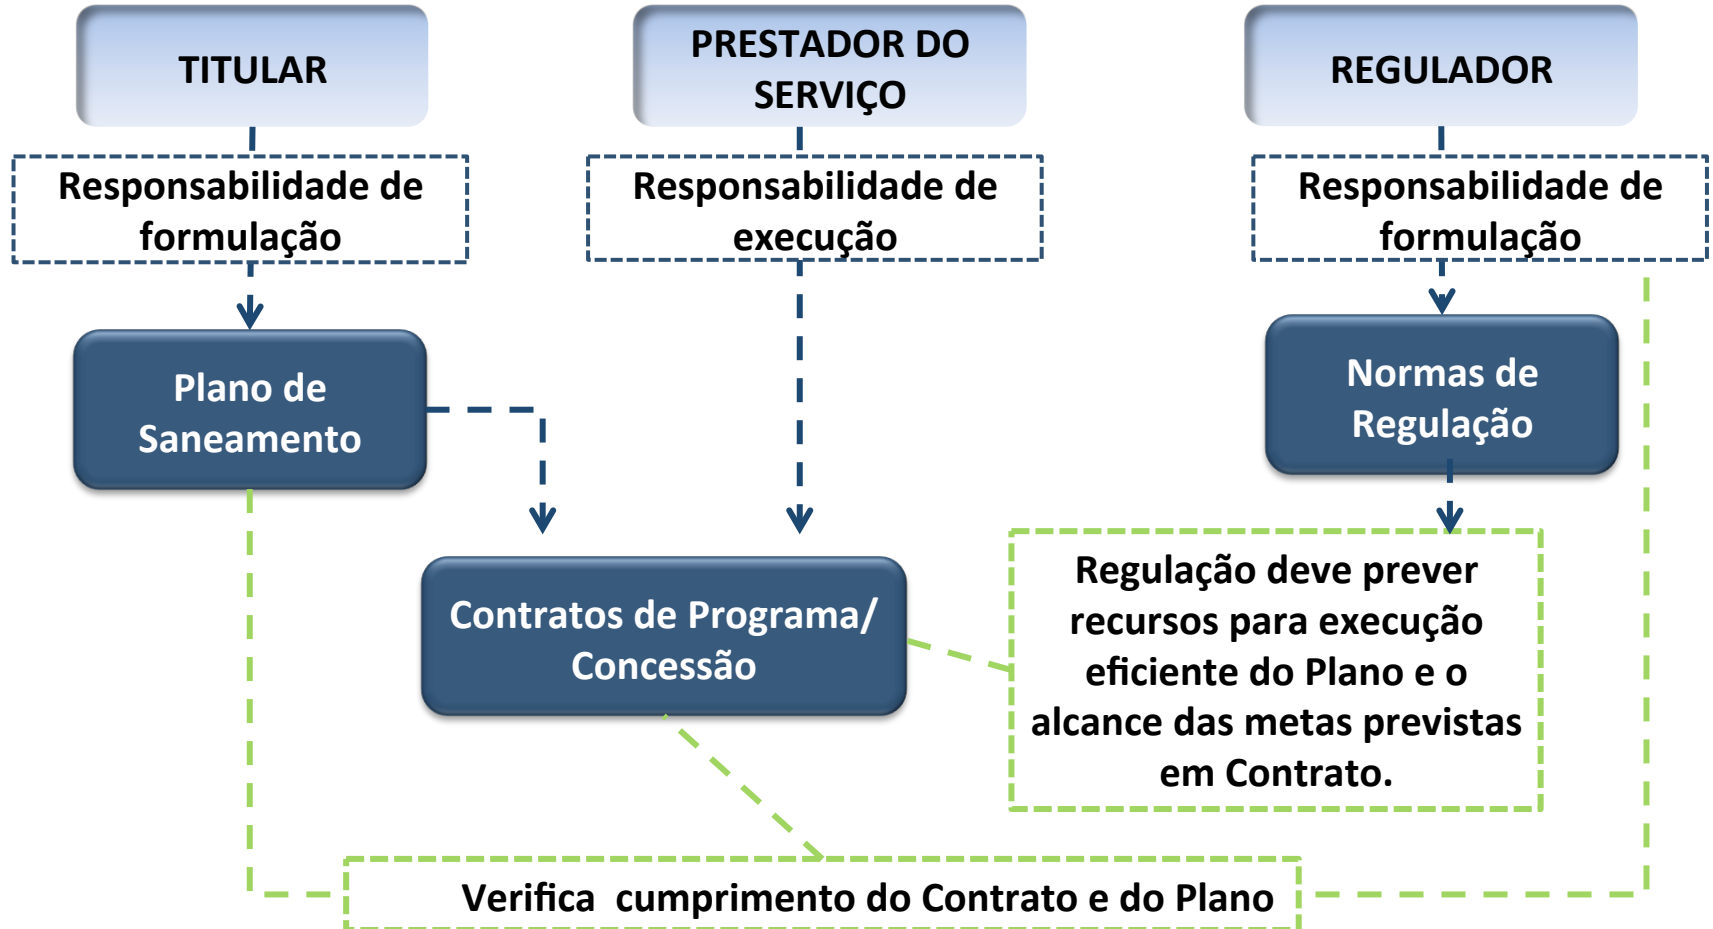 TITULAR
PRESTADOR DO
SERVIÇO
REGULADOR
Responsabilidade de
formulação
Responsabilidade de
execução
Responsabilidade de
formulação
Plano de
Saneamento
Normas de
Regulação
Contratos de Programa/
Concessão
Regulação deve prever
recursos para execução
eficiente do Plano e o
alcance das metas previstas
em Contrato.
Verifica cumprimento do Contrato e do Plano